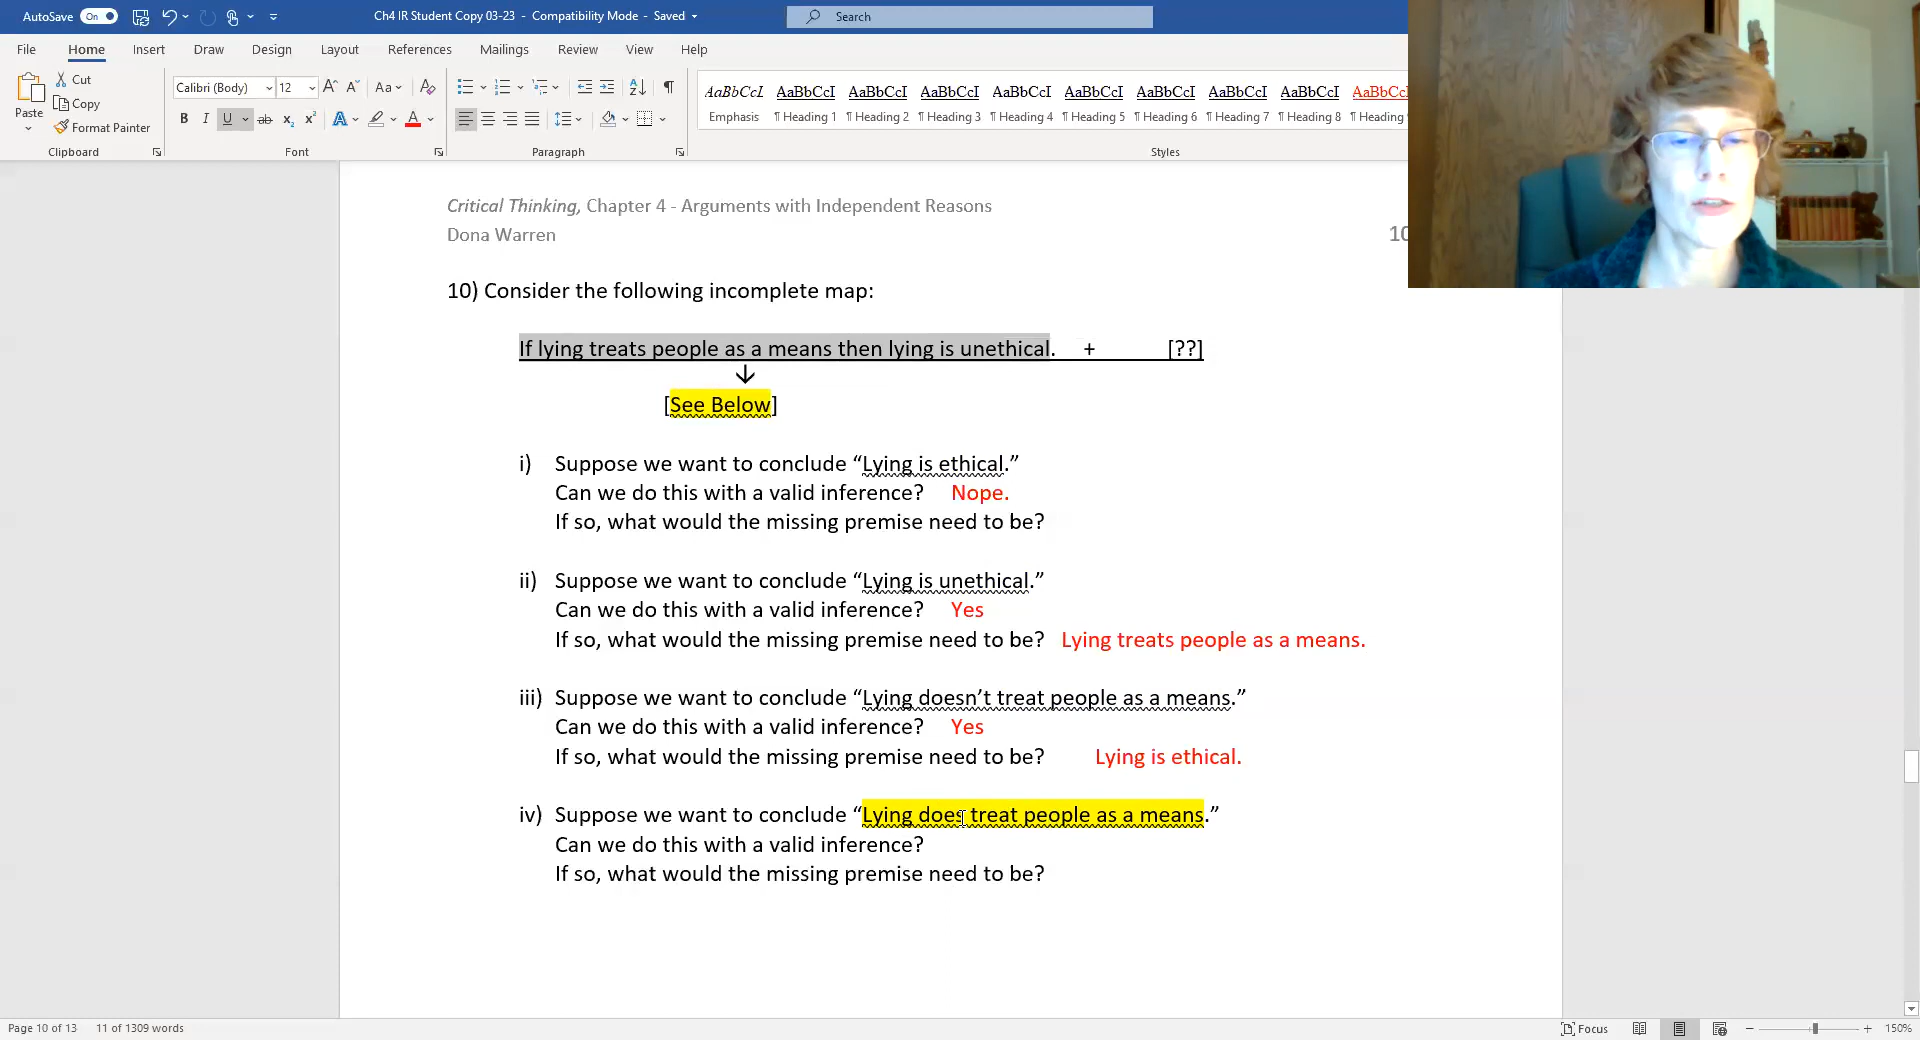 AutoSave On Ch4 IR Student Copy 03-23 - Compatibility Mode - Saved Search
File Home Insert Draw Design Layout References Mailings Review View Help
Paste Cut Copy Format Painter
Calibri (Body) 12
AaBbCcI AaBbCcI AaBbCcI AaBbCcI AaBbCcI AaBbCcI AaBbCcI AaBbCcI AaBbCcI AaBbCcI
Emphasis ¶ Heading 1 ¶ Heading 2 ¶ Heading 3 ¶ Heading 4 ¶ Heading 5 ¶ Heading 6 ¶ Heading 7 ¶ Heading 8 ¶ Heading
Clipboard Font Paragraph Styles
Critical Thinking, Chapter 4 - Arguments with Independent Reasons
Dona Warren 10
10) Consider the following incomplete map:
If lying treats people as a means then lying is unethical. + [??]
↓
[See Below]
i) Suppose we want to conclude “Lying is ethical.”
Can we do this with a valid inference? Nope.
If so, what would the missing premise need to be?
ii) Suppose we want to conclude “Lying is unethical.”
Can we do this with a valid inference? Yes
If so, what would the missing premise need to be? Lying treats people as a means.
iii) Suppose we want to conclude “Lying doesn’t treat people as a means.”
Can we do this with a valid inference? Yes
If so, what would the missing premise need to be? Lying is ethical.
iv) Suppose we want to conclude “Lying does treat people as a means.”
Can we do this with a valid inference?
If so, what would the missing premise need to be?
Page 10 of 13 11 of 1309 words Focus 150%